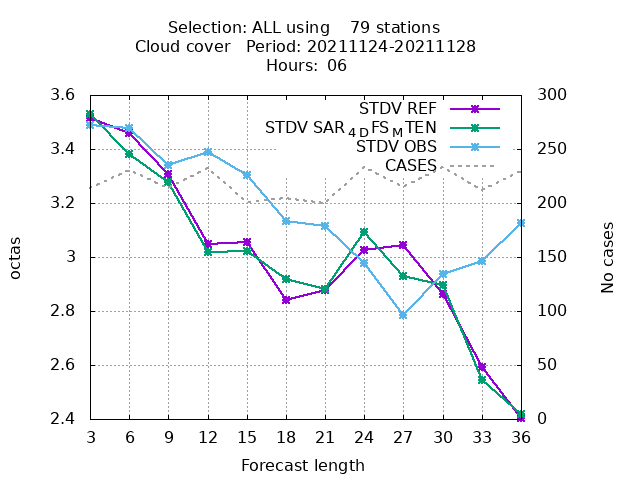 Selection: ALL using    79 stations
Cloud cover   Period: 20211124-20211128
Hours: 06
3.6
3.4
3.2
3
2.8
2.6
2.4
octas
STDV REF
STDV SAR 4D FS M TEN
STDV OBS
CASES
300
250
200
150
100
50
0
No cases
3 6 9 12 15 18 21 24 27 30 33 36
Forecast length